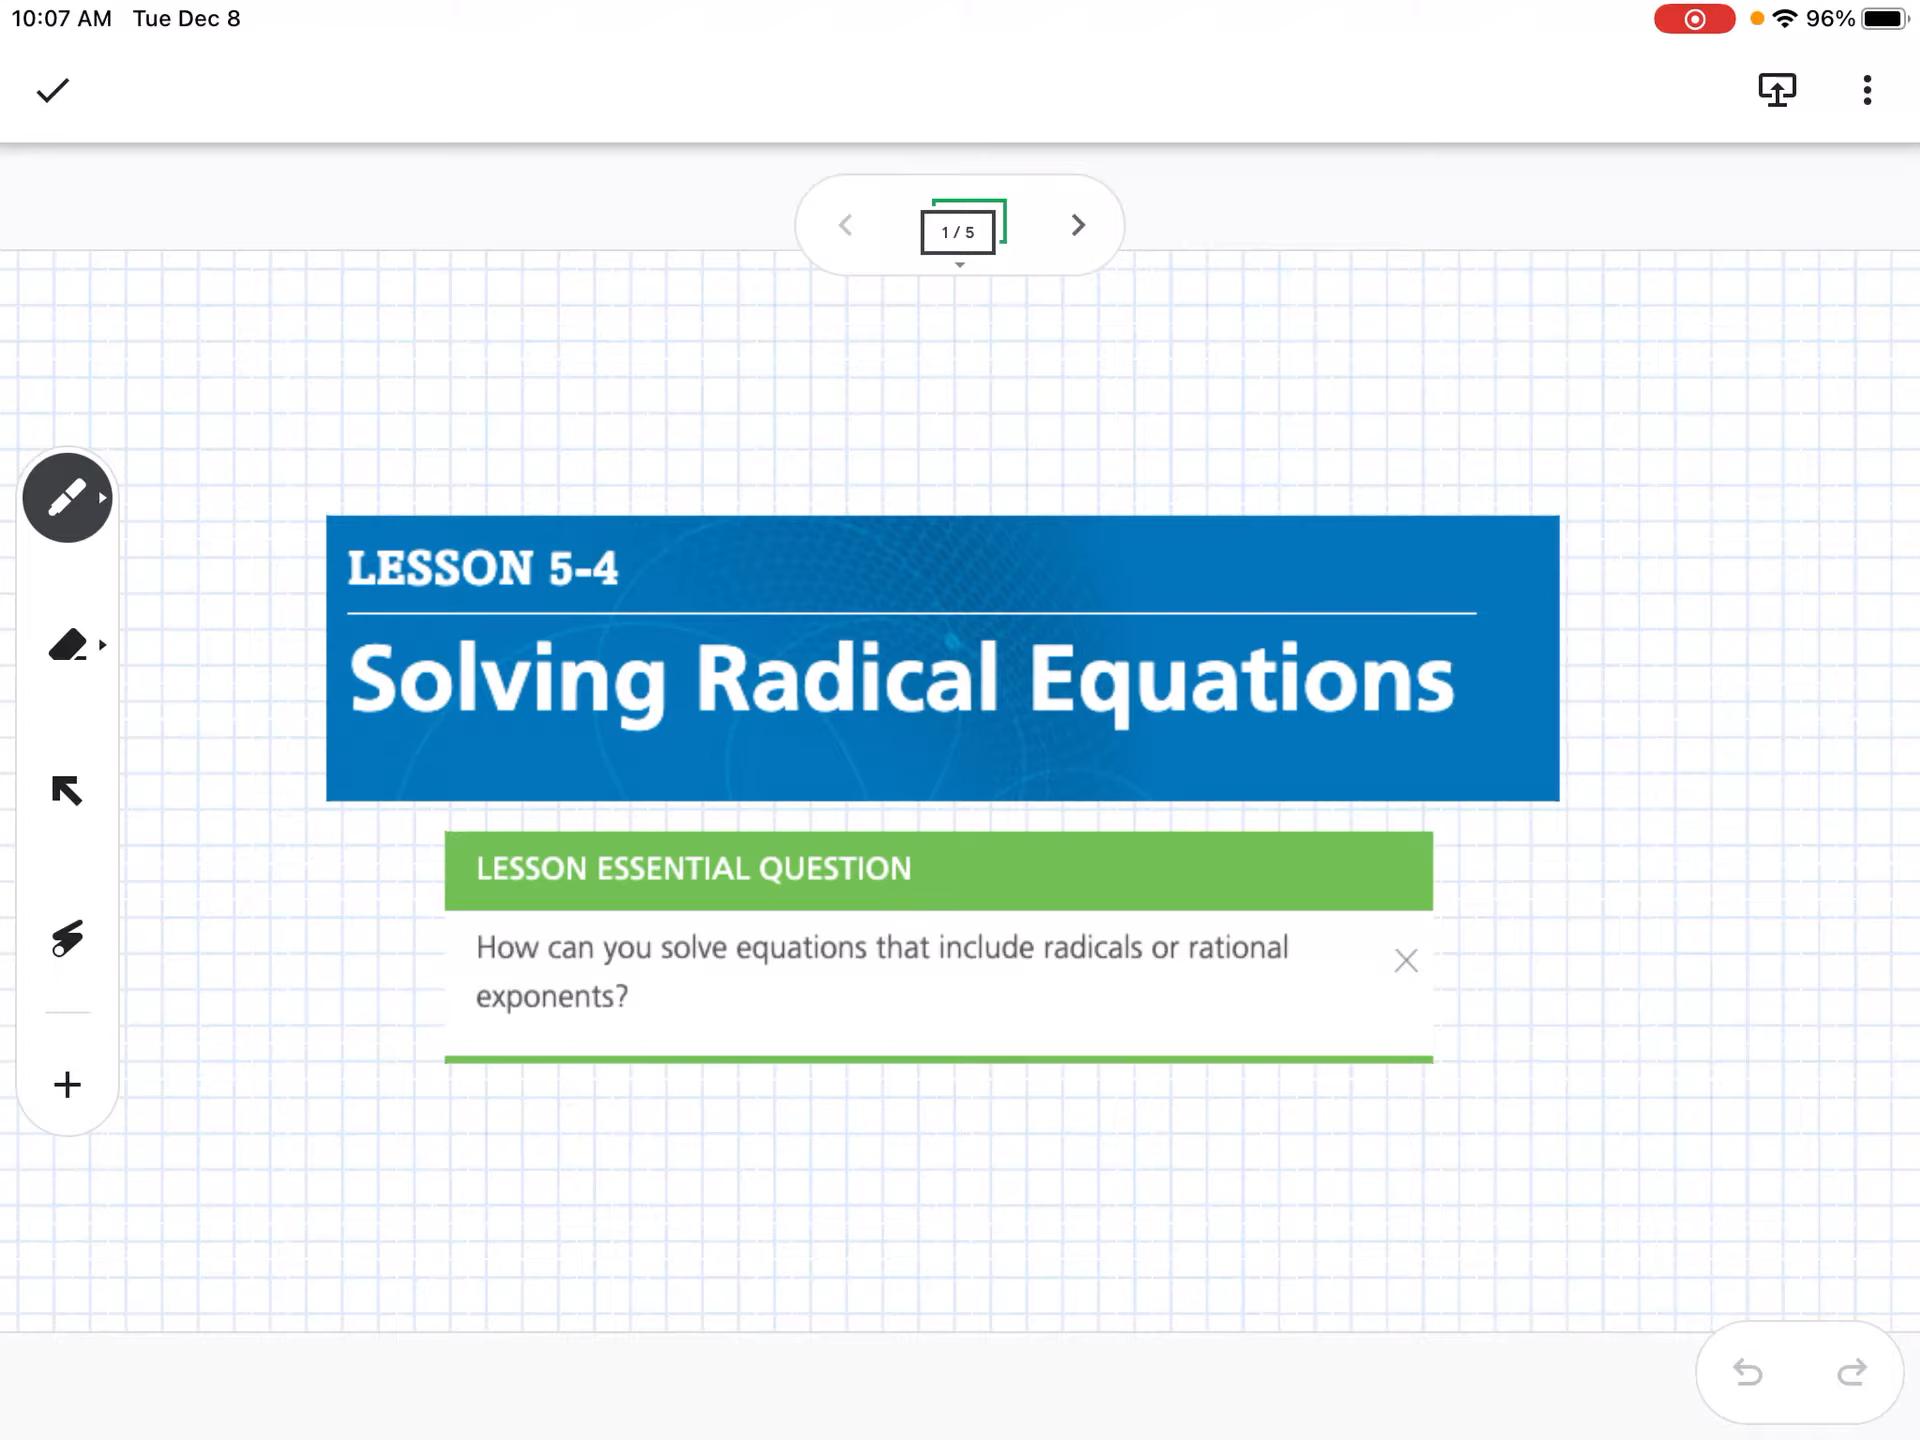 10:07 AM Tue Dec 8
96%
1 / 5
LESSON 5-4
Solving Radical Equations
LESSON ESSENTIAL QUESTION
How can you solve equations that include radicals or rational
exponents?